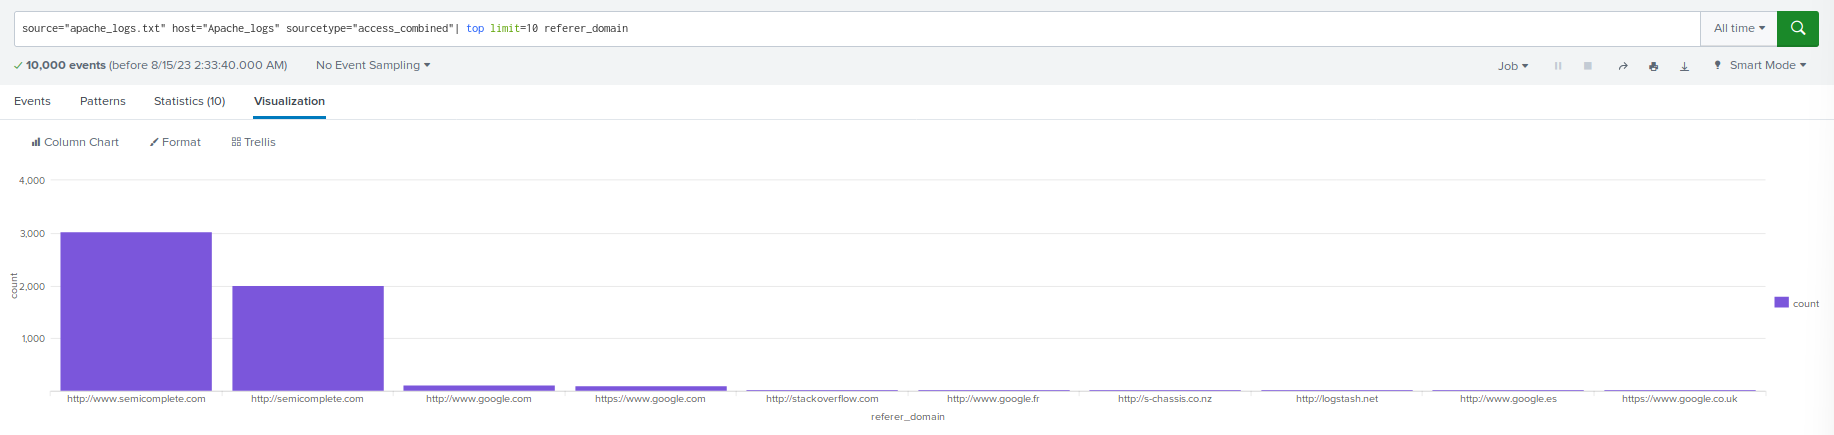 source="apache_logs.txt" host="Apache_logs" sourcetype="access_combined"| top limit=10 referer_domain
All time
10,000 events (before 8/15/23 2:33:40.000 AM)
No Event Sampling
Job
Smart Mode
Events
Patterns
Statistics (10)
Visualization
Column Chart
Format
Trellis
4,000
3,000
2,000
1,000
count
http://www.semicomplete.com
http://semicomplete.com
http://www.google.com
https://www.google.com
http://stackoverflow.com
http://www.google.fr
http://s-chassis.co.nz
http://logstash.net
http://www.google.es
https://www.google.co.uk
referer_domain
count